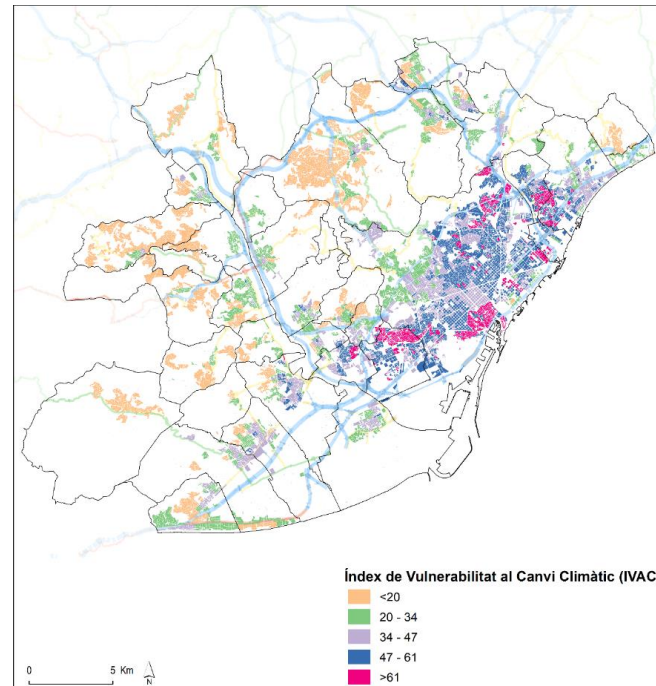 Índex de Vulnerabilitat al Canvi Climàtic (IVAC
<20
20 - 34
34 - 47
47 - 61
>61
0 5 Km
N